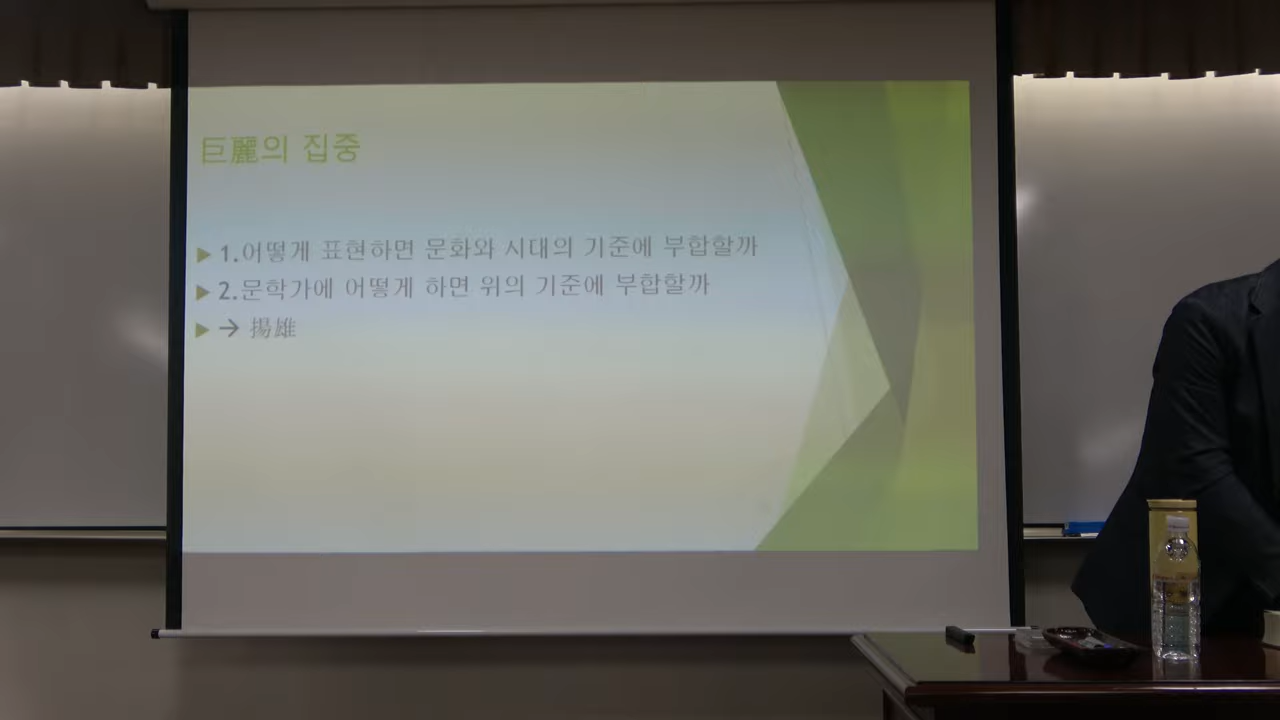 巨麗의 집중
1.어떻게 표현하면 문화와 시대의 기준에 부합할까
2.문학가에 어떻게 하면 위의 기준에 부합할까
→ 揚雄